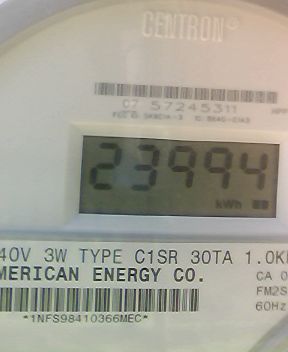 CENTRON®
07 57245311
23994
kWh
40V 3W TYPE C1SR 30TA 1.0K
MERICAN ENERGY CO.
CA 0
FM2S
60Hz
*1NFS98410366MEC*